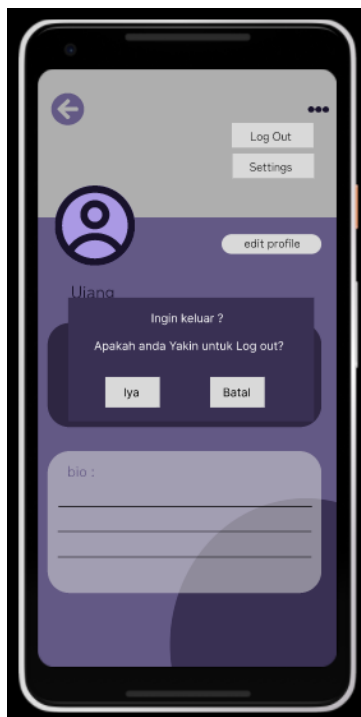 Log Out
Settings
edit profile
Ujang
Ingin keluar ?
Apakah anda Yakin untuk Log out?
Iya
Batal
bio :